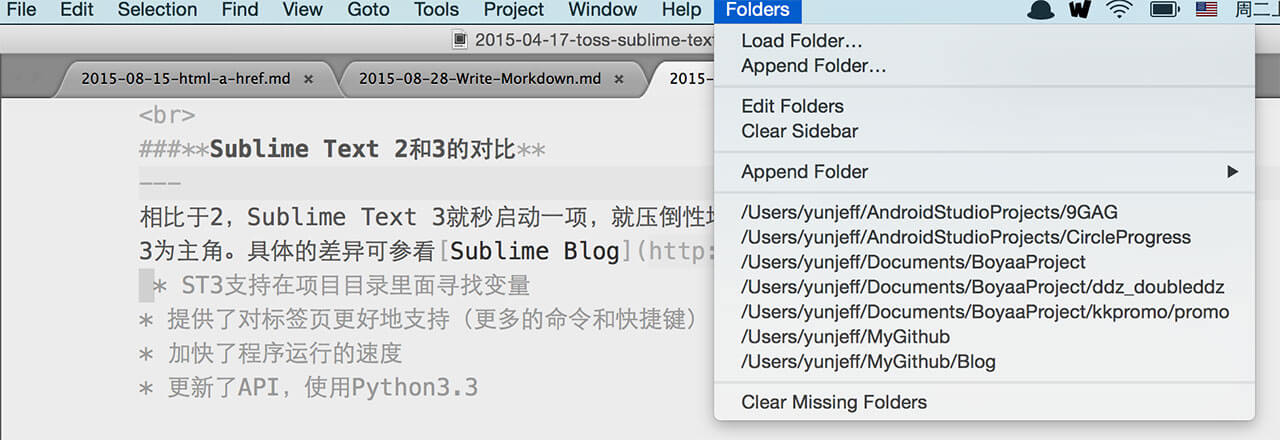 File Edit Selection Find View Goto Tools Project Window Help Folders 周二
2015-04-17-toss-sublime-tex
2015-08-15-html-a-href.md × 2015-08-28-Write-Morkdown.md × 2015-
<br>
###**Sublime Text 2和3的对比**
---
相比于2，Sublime Text 3就秒启动一项，就压倒性
3为主角。具体的差异可参看[Sublime Blog](http:
* ST3支持在项目目录里面寻找变量
* 提供了对标签页更好地支持（更多的命令和快捷键）
* 加快了程序运行的速度
* 更新了API，使用Python3.3
Load Folder…
Append Folder…
Edit Folders
Clear Sidebar
Append Folder
/Users/yunjeff/AndroidStudioProjects/9GAG
/Users/yunjeff/AndroidStudioProjects/CircleProgress
/Users/yunjeff/Documents/BoyaaProject
/Users/yunjeff/Documents/BoyaaProject/ddz_doubleddz
/Users/yunjeff/Documents/BoyaaProject/kkpromo/promo
/Users/yunjeff/MyGithub
/Users/yunjeff/MyGithub/Blog
Clear Missing Folders